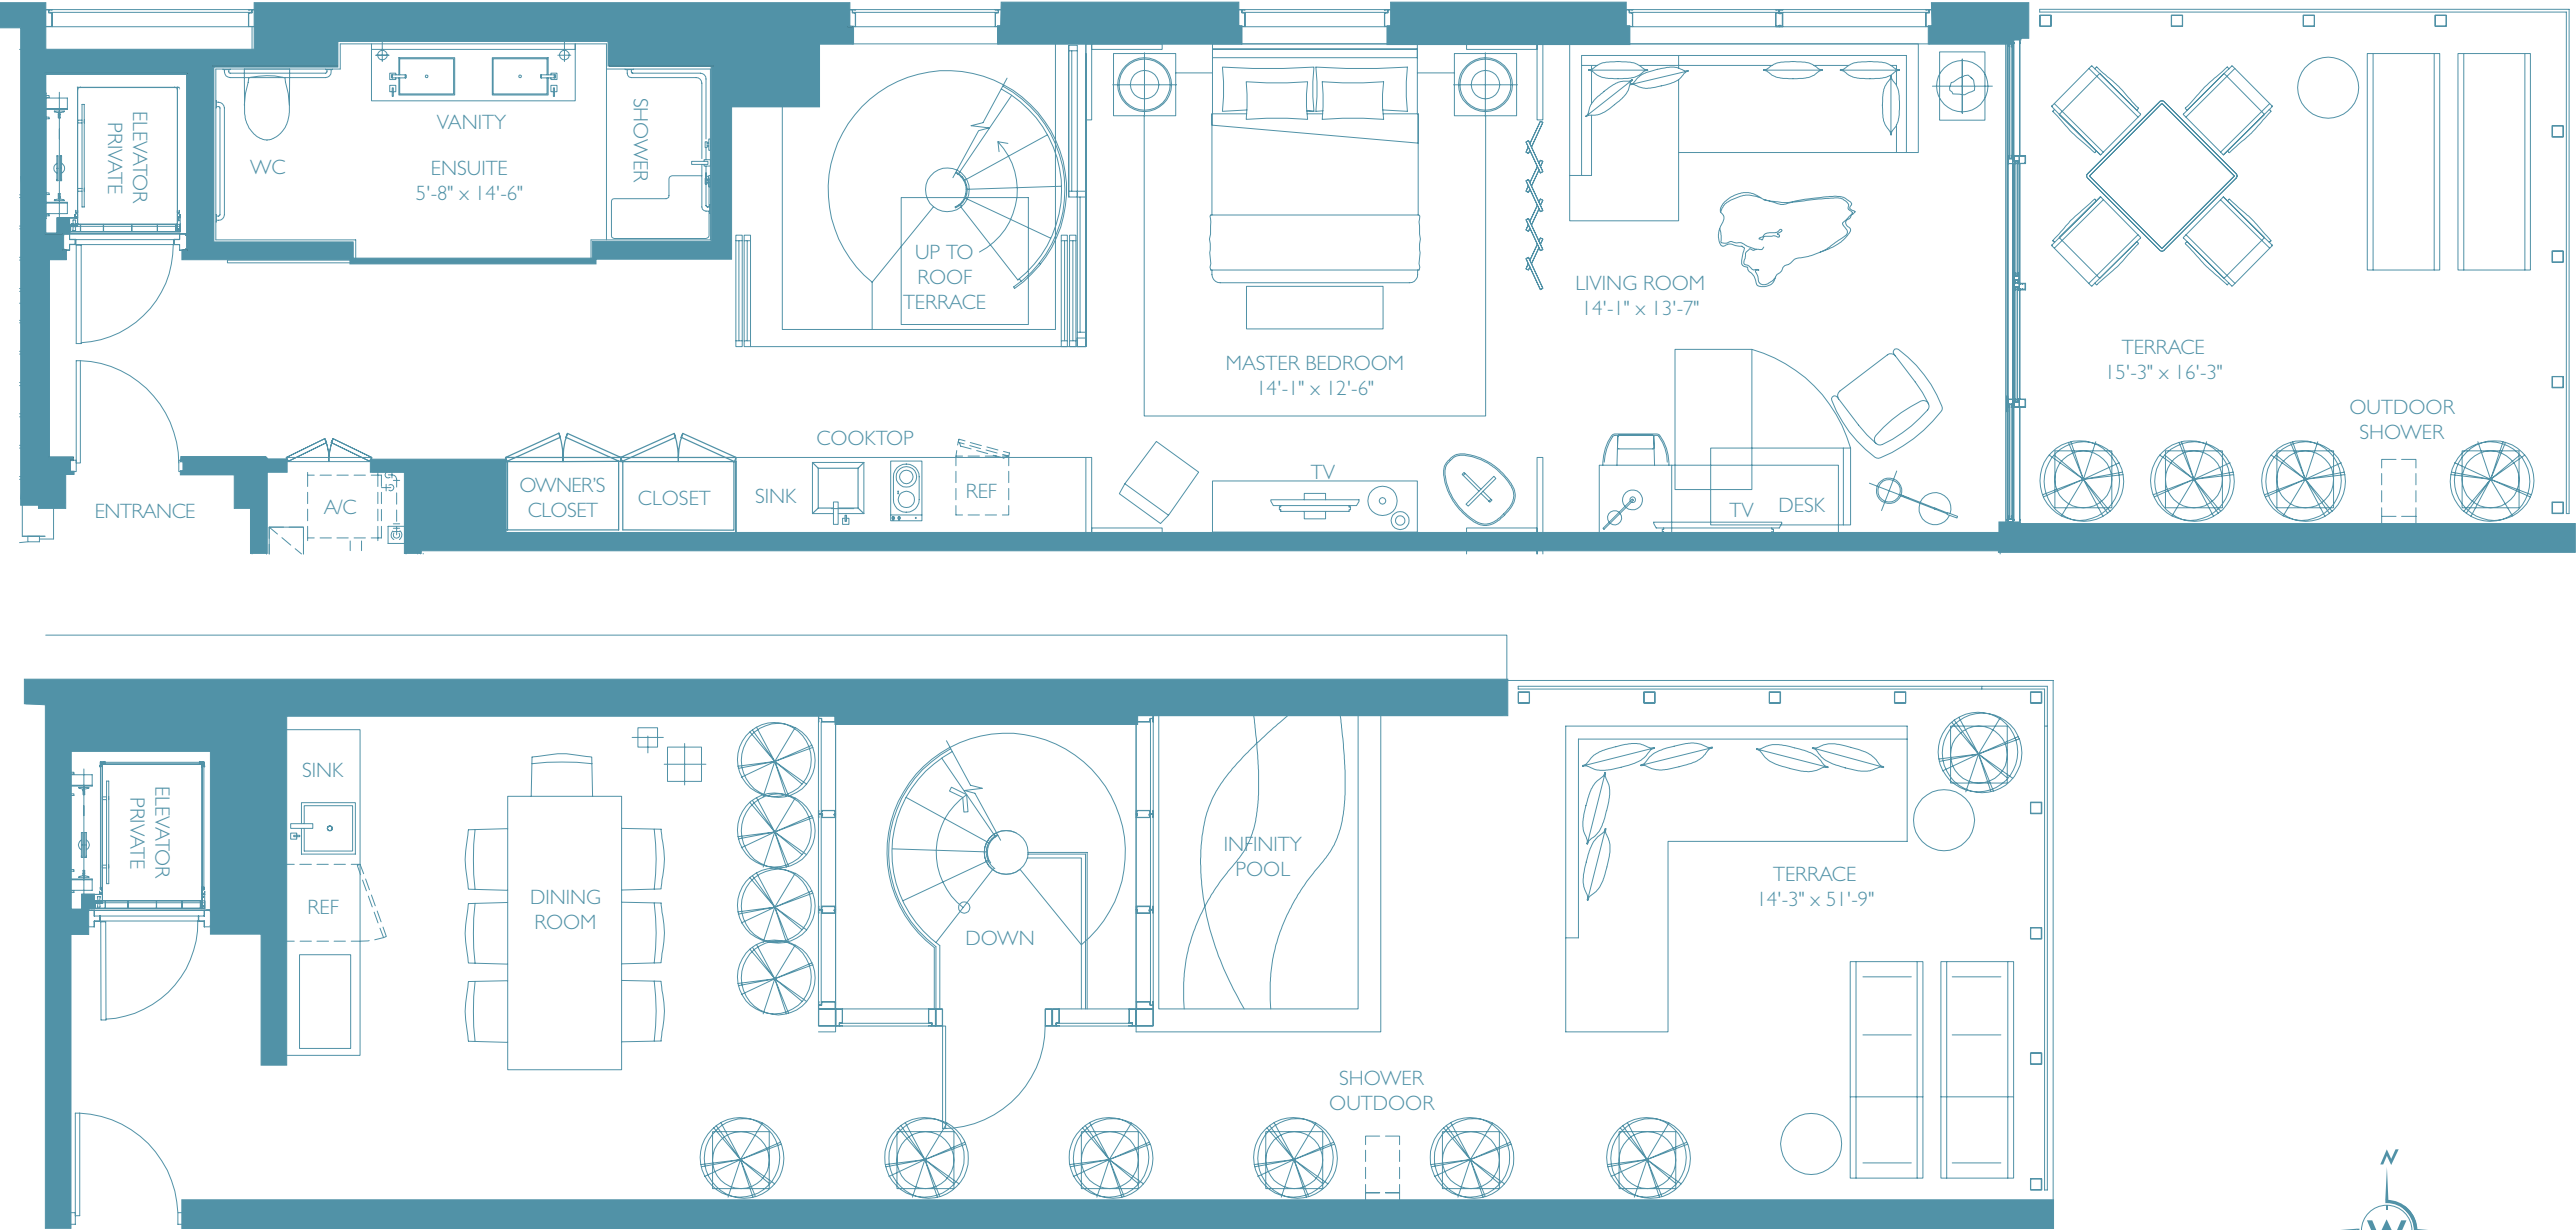 ELEVATOR
PRIVATE
WC
VANITY
ENSUITE
5'-8" x 14'-6"
SHOWER
UP TO
ROOF
TERRACE
MASTER BEDROOM
14'-1" x 12'-6"
LIVING ROOM
14'-1" x 13'-7"
TERRACE
15'-3" x 16'-3"
OUTDOOR
SHOWER
ENTRANCE
A/C
OWNER'S
CLOSET
CLOSET
SINK
COOKTOP
REF
TV
TV
DESK
ELEVATOR
PRIVATE
SINK
REF
DINING
ROOM
DOWN
INFINITY
POOL
TERRACE
14'-3" x 51'-9"
SHOWER
OUTDOOR
N
W